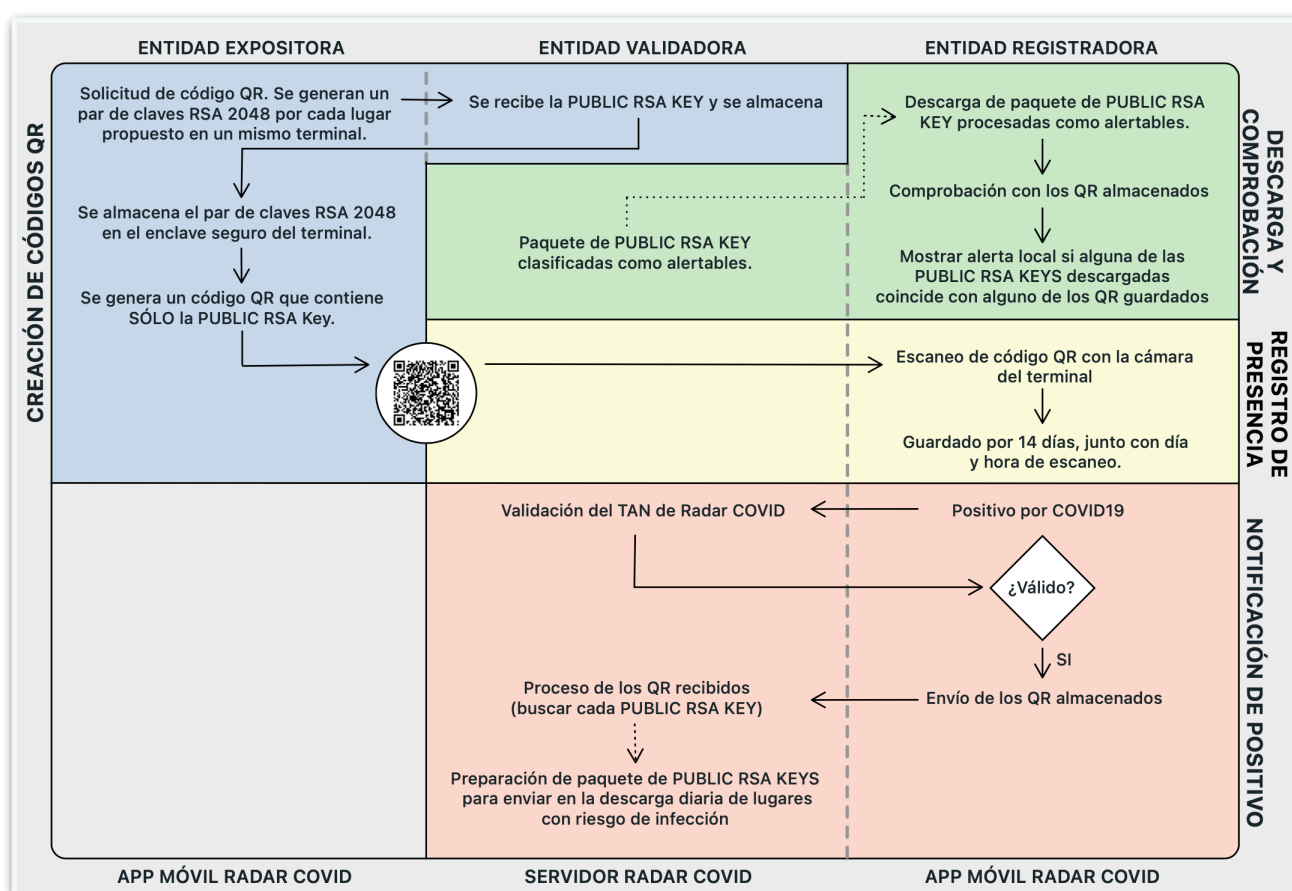 ENTIDAD EXPOSITORA
ENTIDAD VALIDADORA
ENTIDAD REGISTRADORA
CREACIÓN DE CÓDIGOS QR
Solicitud de código QR. Se generan un
par de claves RSA 2048 por cada lugar
propuesto en un mismo terminal.
Se recibe la PUBLIC RSA KEY y se almacena
Se almacena el par de claves RSA 2048
en el enclave seguro del terminal.
Se genera un código QR que contiene
SÓLO la PUBLIC RSA Key.
Paquete de PUBLIC RSA KEY
clasificadas como alertables.
Descarga de paquete de PUBLIC RSA
KEY procesadas como alertables.
Comprobación con los QR almacenados
Mostrar alerta local si alguna de las
PUBLIC RSA KEYS descargadas
coincide con alguno de los QR guardados
DESCARGA Y
COMPROBACIÓN
Escaneo de código QR con la cámara
del terminal
Guardado por 14 días, junto con día
y hora de escaneo.
REGISTRO DE
PRESENCIA
Validación del TAN de Radar COVID
Positivo por COVID19
¿Válido?
SI
Envío de los QR almacenados
Proceso de los QR recibidos
(buscar cada PUBLIC RSA KEY)
Preparación de paquete de PUBLIC RSA KEYS
para enviar en la descarga diaria de lugares
con riesgo de infección
NOTIFICACIÓN DE POSITIVO
APP MÓVIL RADAR COVID
SERVIDOR RADAR COVID
APP MÓVIL RADAR COVID